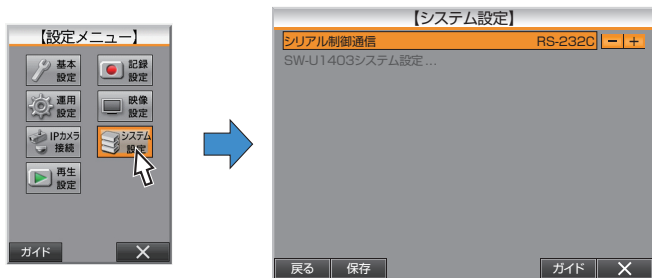 【設定メニュー】
基本
設定
記録
設定
運用
設定
映像
設定
IPカメラ
接続
システム
設定
再生
設定
ガイド
【システム設定】
シリアル制御通信 RS-232C － ＋
SW-U1403システム設定...
戻る 保存 ガイド